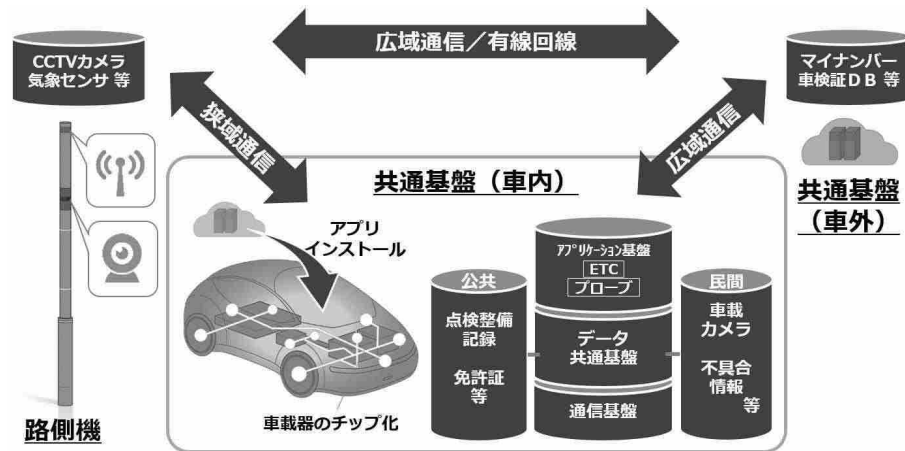 広域通信／有線回線
CCTVカメラ
気象センサ 等
マイナンバー
車検証ＤＢ 等
狭域通信
広域通信
共通基盤（車内）
共通基盤
（車外）
アプリ
インストール
ｱﾌﾟﾘｹｰｼｮﾝ基盤
ETC
プローブ
公共
点検整備
記録
免許証
等
データ
共通基盤
通信基盤
民間
車載
カメラ
不具合
情報
等
車載器のチップ化
路側機